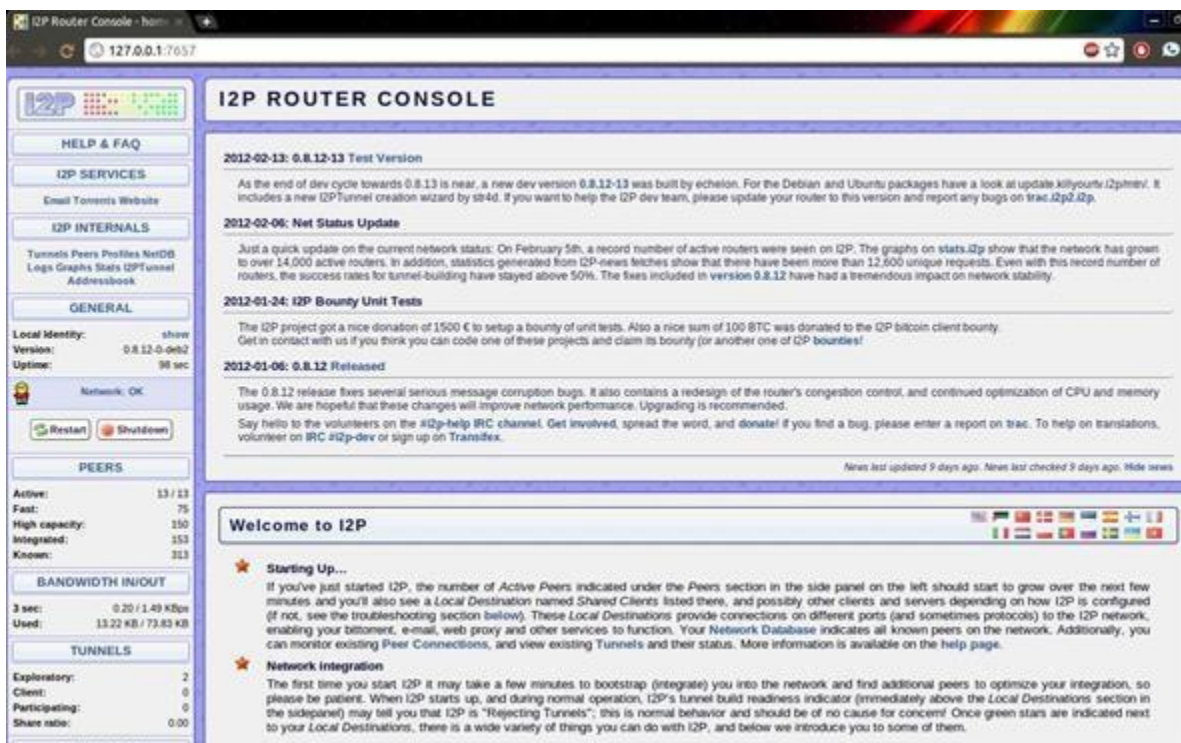 I2P Router Console - home
127.0.0.1:7657
I2P
HELP & FAQ
I2P SERVICES
Email Torrents Website
I2P INTERNALS
Tunnels Peers Profiles NetDB
Logs Graphs Stats I2PTunnel
Addressbook
GENERAL
Local Identity: show
Version: 0.8.12-0-deb2
Uptime: 98 sec
Network: OK
Restart Shutdown
PEERS
Active: 13 / 13
Fast: 75
High capacity: 150
Integrated: 153
Known: 313
BANDWIDTH IN/OUT
3 sec: 0.20 / 1.49 KBps
Used: 13.22 KB / 73.83 KB
TUNNELS
Exploratory: 2
Client: 0
Participating: 0
Share ratio: 0.00
I2P ROUTER CONSOLE
2012-02-13: 0.8.12-13 Test Version
As the end of dev cycle towards 0.8.13 is near, a new dev version 0.8.12-13 was built by echelon. For the Debian and Ubuntu packages have a look at update.killyourtv.i2p/mtn/. It
includes a new I2PTunnel creation wizard by str4d. If you want to help the I2P dev team, please update your router to this version and report any bugs on trac.i2p2.i2p.
2012-02-06: Net Status Update
Just a quick update on the current network status: On February 5th, a record number of active routers were seen on I2P. The graphs on stats.i2p show that the network has grown
to over 14,000 active routers. In addition, statistics generated from I2P-news fetches show that there have been more than 12,600 unique requests. Even with this record number of
routers, the success rates for tunnel-building have stayed above 50%. The fixes included in version 0.8.12 have had a tremendous impact on network stability.
2012-01-24: I2P Bounty Unit Tests
The I2P project got a nice donation of 1500 € to setup a bounty of unit tests. Also a nice sum of 100 BTC was donated to the I2P bitcoin client bounty.
Get in contact with us if you think you can code one of these projects and claim its bounty (or another one of I2P bounties!
2012-01-06: 0.8.12 Released
The 0.8.12 release fixes several serious message corruption bugs. It also contains a redesign of the router's congestion control, and continued optimization of CPU and memory
usage. We are hopeful that these changes will improve network performance. Upgrading is recommended.
Say hello to the volunteers on the #i2p-help IRC channel. Get involved, spread the word, and donate! If you find a bug, please enter a report on trac. To help on translations,
volunteer on IRC #i2p-dev or sign up on Transifex.
News last updated 9 days ago. News last checked 9 days ago. Hide news
Welcome to I2P
Starting Up...
If you've just started I2P, the number of Active Peers indicated under the Peers section in the side panel on the left should start to grow over the next few
minutes and you'll also see a Local Destination named Shared Clients listed there, and possibly other clients and servers depending on how I2P is configured
(if not, see the troubleshooting section below). These Local Destinations provide connections on different ports (and sometimes protocols) to the I2P network,
enabling your bittorrent, e-mail, web proxy and other services to function. Your Network Database indicates all known peers on the network. Additionally, you
can monitor existing Peer Connections, and view existing Tunnels and their status. More information is available on the help page.
Network Integration
The first time you start I2P it may take a few minutes to bootstrap (integrate) you into the network and find additional peers to optimize your integration, so
please be patient. When I2P starts up, and during normal operation, I2P's tunnel build readiness indicator (immediately above the Local Destinations section in
the sidepanel) may tell you that I2P is "Rejecting Tunnels"; this is normal behavior and should be of no cause for concern! Once green stars are indicated next
to your Local Destinations, there is a wide variety of things you can do with I2P, and below we introduce you to some of them.